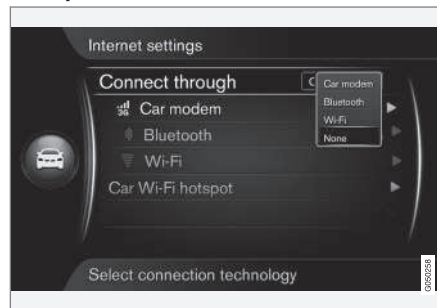 Internet settings
Connect through
Car modem
Bluetooth
Wi-Fi
None
3G Car modem
Bluetooth
Wi-Fi
Car Wi-Fi hotspot
Select connection technology
G050258